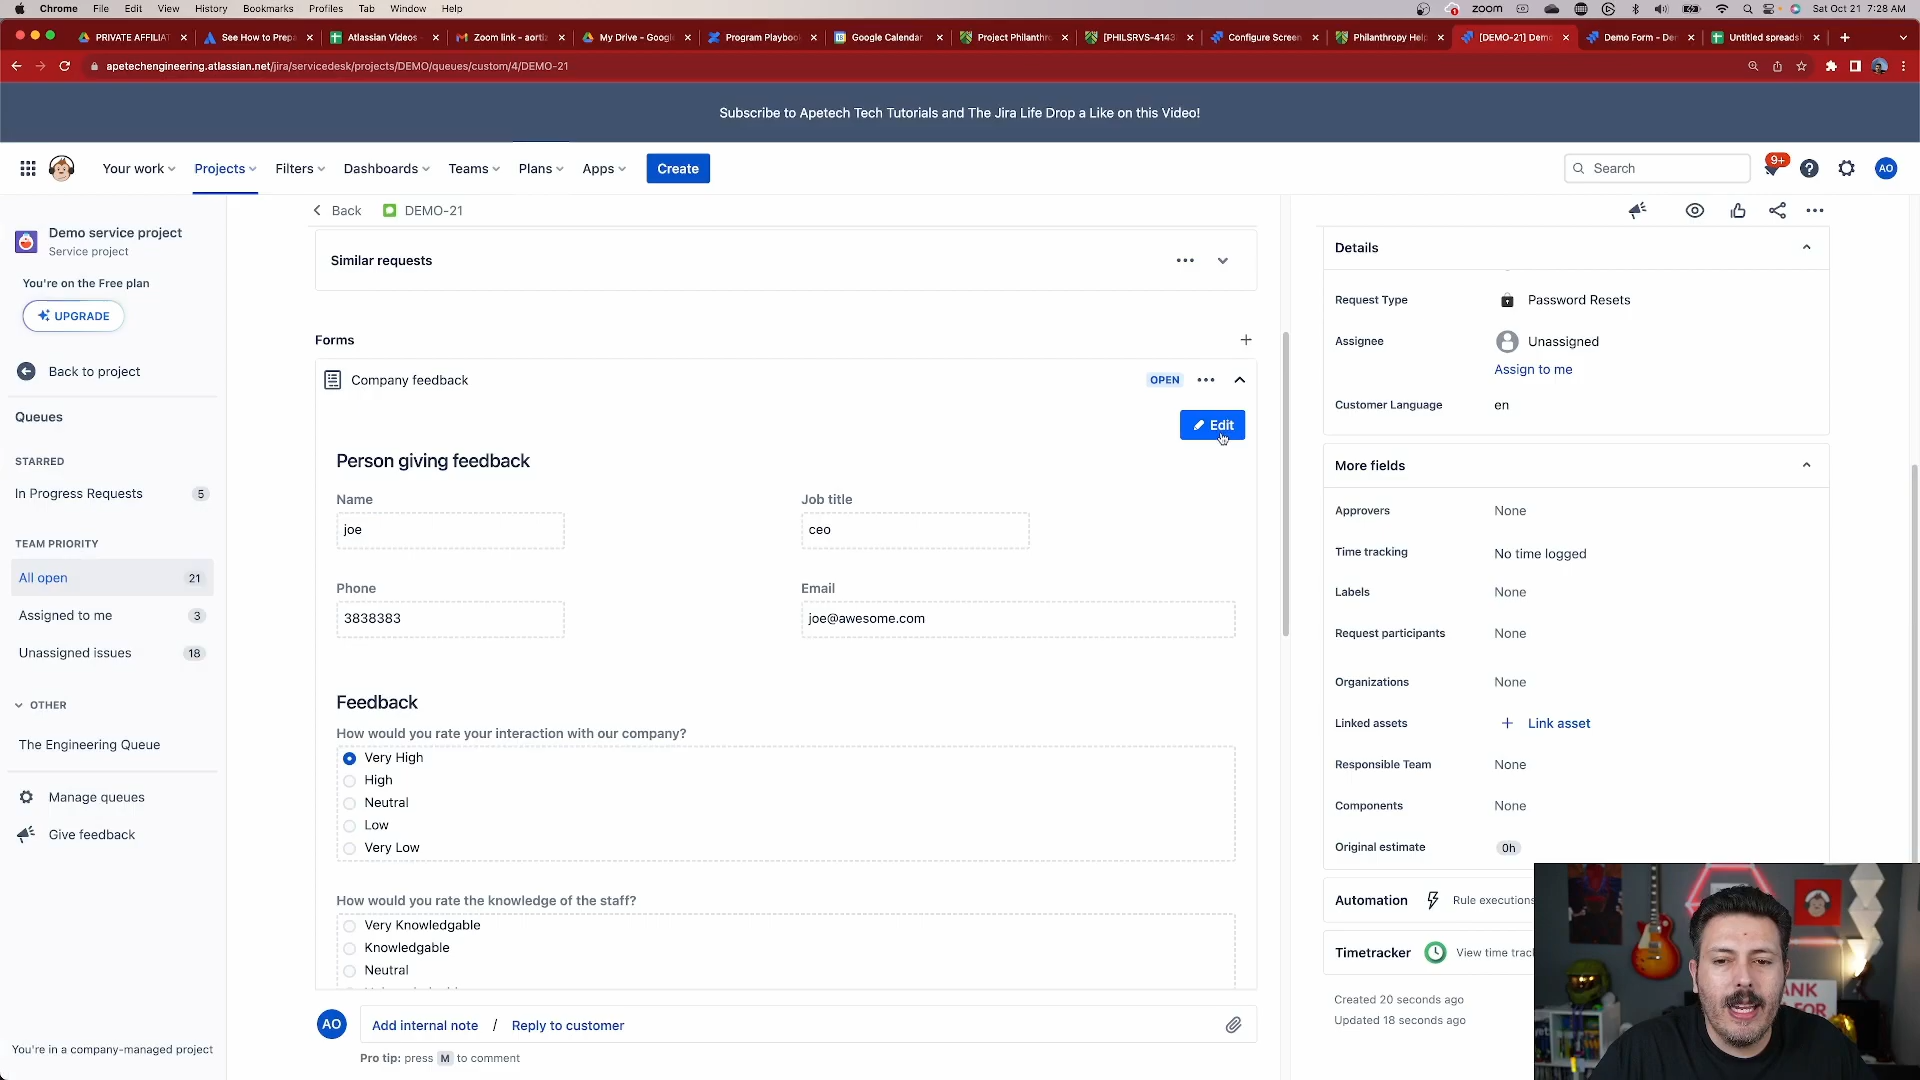 Chrome File Edit View History Bookmarks Profiles Tab Window Help
zoom Sat Oct 21 7:28 AM
PRIVATE AFFILIAT
See How to Prepa
Atlassian Videos -
Zoom link - aortiz
My Drive - Google
Program Playbook
Google Calendar
Project Philanthr
[PHILSRVS-4143
Configure Screen
Philanthropy Help
[DEMO-21] Demo
Demo Form - Dem
Untitled spreadsh
apetechengineering.atlassian.net/jira/servicedesk/projects/DEMO/queues/custom/4/DEMO-21
Subscribe to Apetech Tech Tutorials and The Jira Life Drop a Like on this Video!
Your work Projects Filters Dashboards Teams Plans Apps Create
Search
9+
AO
Demo service project
Service project
You're on the Free plan
UPGRADE
Back to project
Queues
STARRED
In Progress Requests 5
TEAM PRIORITY
All open 21
Assigned to me 3
Unassigned issues 18
OTHER
The Engineering Queue
Manage queues
Give feedback
You're in a company-managed project
Back DEMO-21
Similar requests
Forms
Company feedback OPEN
Edit
Person giving feedback
Name Job title
joe ceo
Phone Email
3838383 joe@awesome.com
Feedback
How would you rate your interaction with our company?
Very High
High
Neutral
Low
Very Low
How would you rate the knowledge of the staff?
Very Knowledgable
Knowledgable
Neutral
AO Add internal note / Reply to customer
Pro tip: press M to comment
Details
Request Type Password Resets
Assignee Unassigned
Assign to me
Customer Language en
More fields
Approvers None
Time tracking No time logged
Labels None
Request participants None
Organizations None
Linked assets Link asset
Responsible Team None
Components None
Original estimate 0h
Automation Rule executions
Timetracker View time trac
Created 20 seconds ago
Updated 18 seconds ago